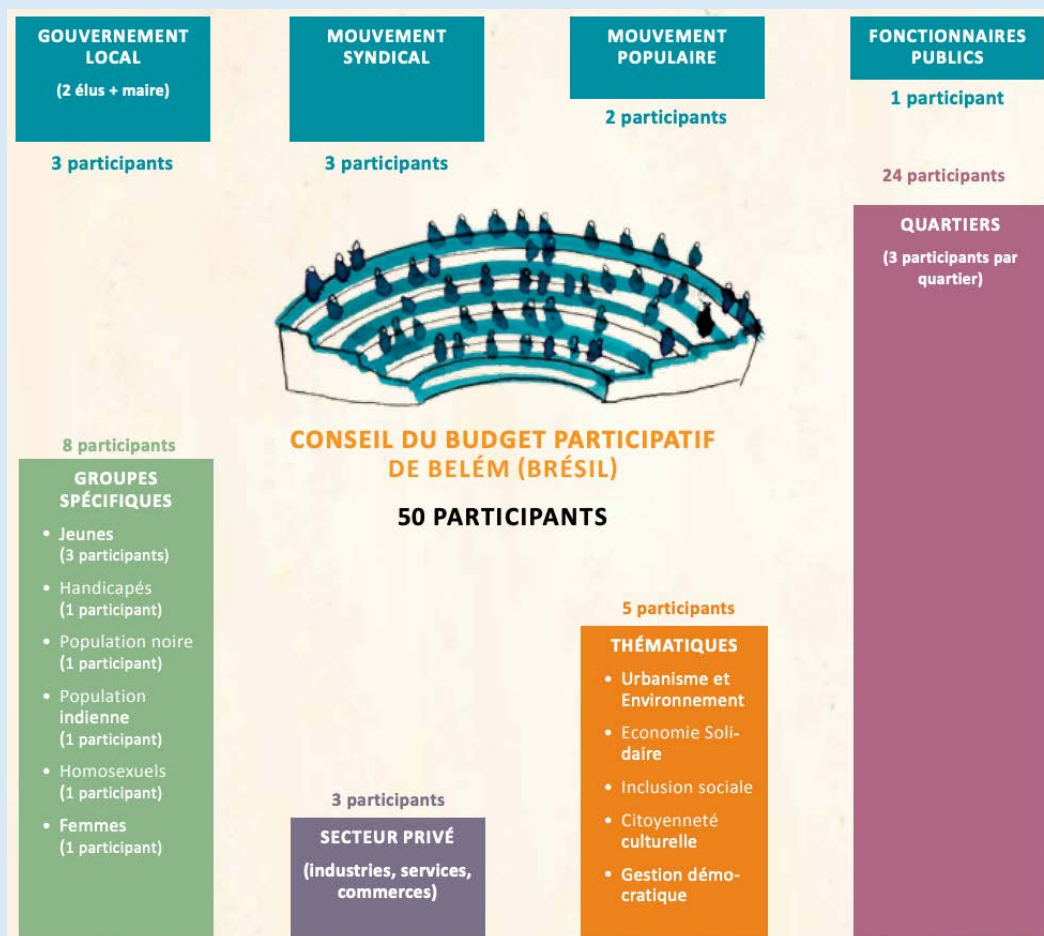 GOUVERNEMENT
LOCAL
(2 élus + maire)
3 participants
MOUVEMENT
SYNDICAL
3 participants
MOUVEMENT
POPULAIRE
2 participants
FONCTIONNAIRES
PUBLICS
1 participant
24 participants
QUARTIERS
(3 participants par
quartier)
CONSEIL DU BUDGET PARTICIPATIF
DE BELÉM (BRÉSIL)
50 PARTICIPANTS
8 participants
GROUPES
SPÉCIFIQUES
• Jeunes
(3 participants)
• Handicapés
(1 participant)
• Population noire
(1 participant)
• Population
indienne
(1 participant)
• Homosexuels
(1 participant)
• Femmes
(1 participant)
3 participants
SECTEUR PRIVÉ
(industries, services,
commerces)
5 participants
THÉMATIQUES
• Urbanisme et
Environnement
• Economie Soli-
daire
• Inclusion sociale
• Citoyenneté
culturelle
• Gestion démo-
cratique